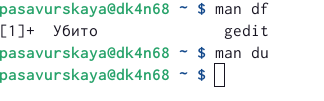 pasavurskaya@dk4n68 ~ $ man df
[1]+  Убито                   gedit
pasavurskaya@dk4n68 ~ $ man du
pasavurskaya@dk4n68 ~ $